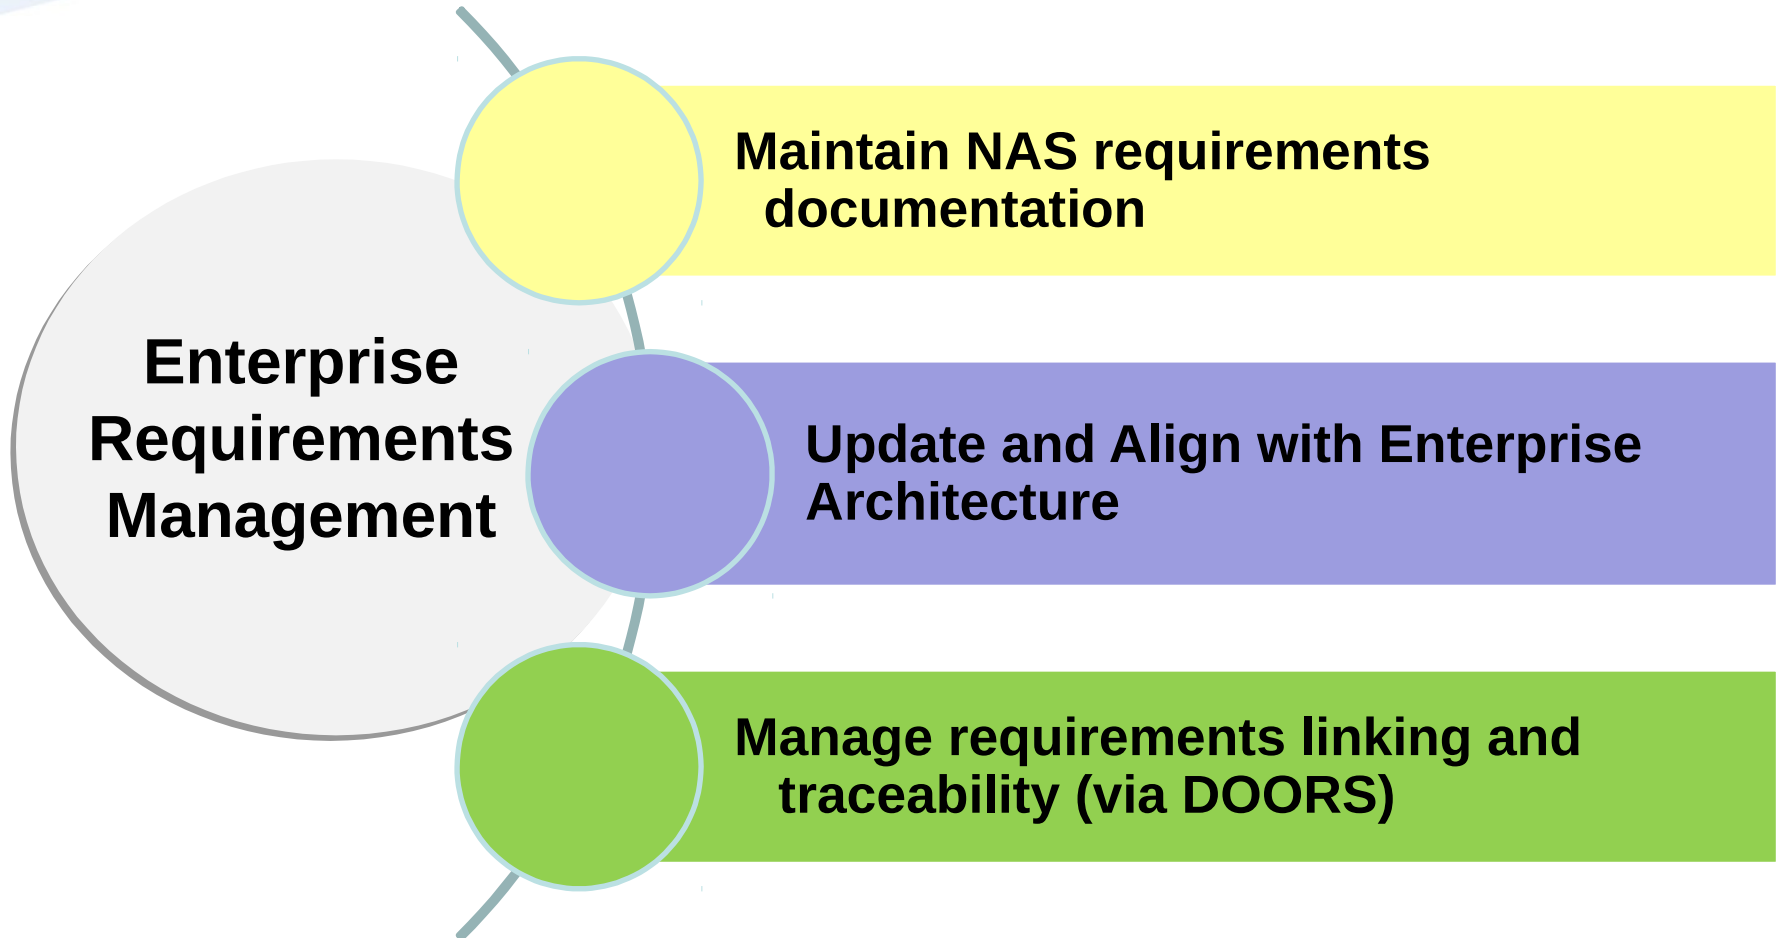 Enterprise
Requirements
Management
Maintain NAS requirements
documentation
Update and Align with Enterprise
Architecture
Manage requirements linking and
traceability (via DOORS)